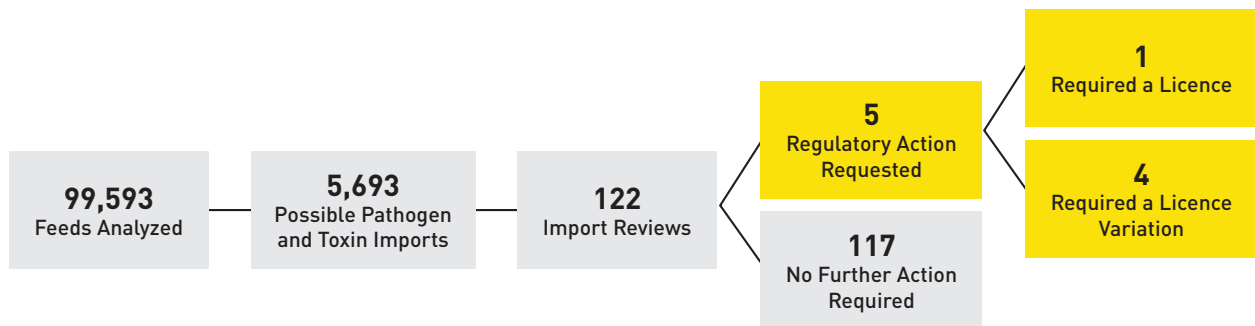 99,593
Feeds Analyzed
5,693
Possible Pathogen
and Toxin Imports
122
Import Reviews
5
Regulatory Action
Requested
117
No Further Action
Required
1
Required a Licence
4
Required a Licence
Variation